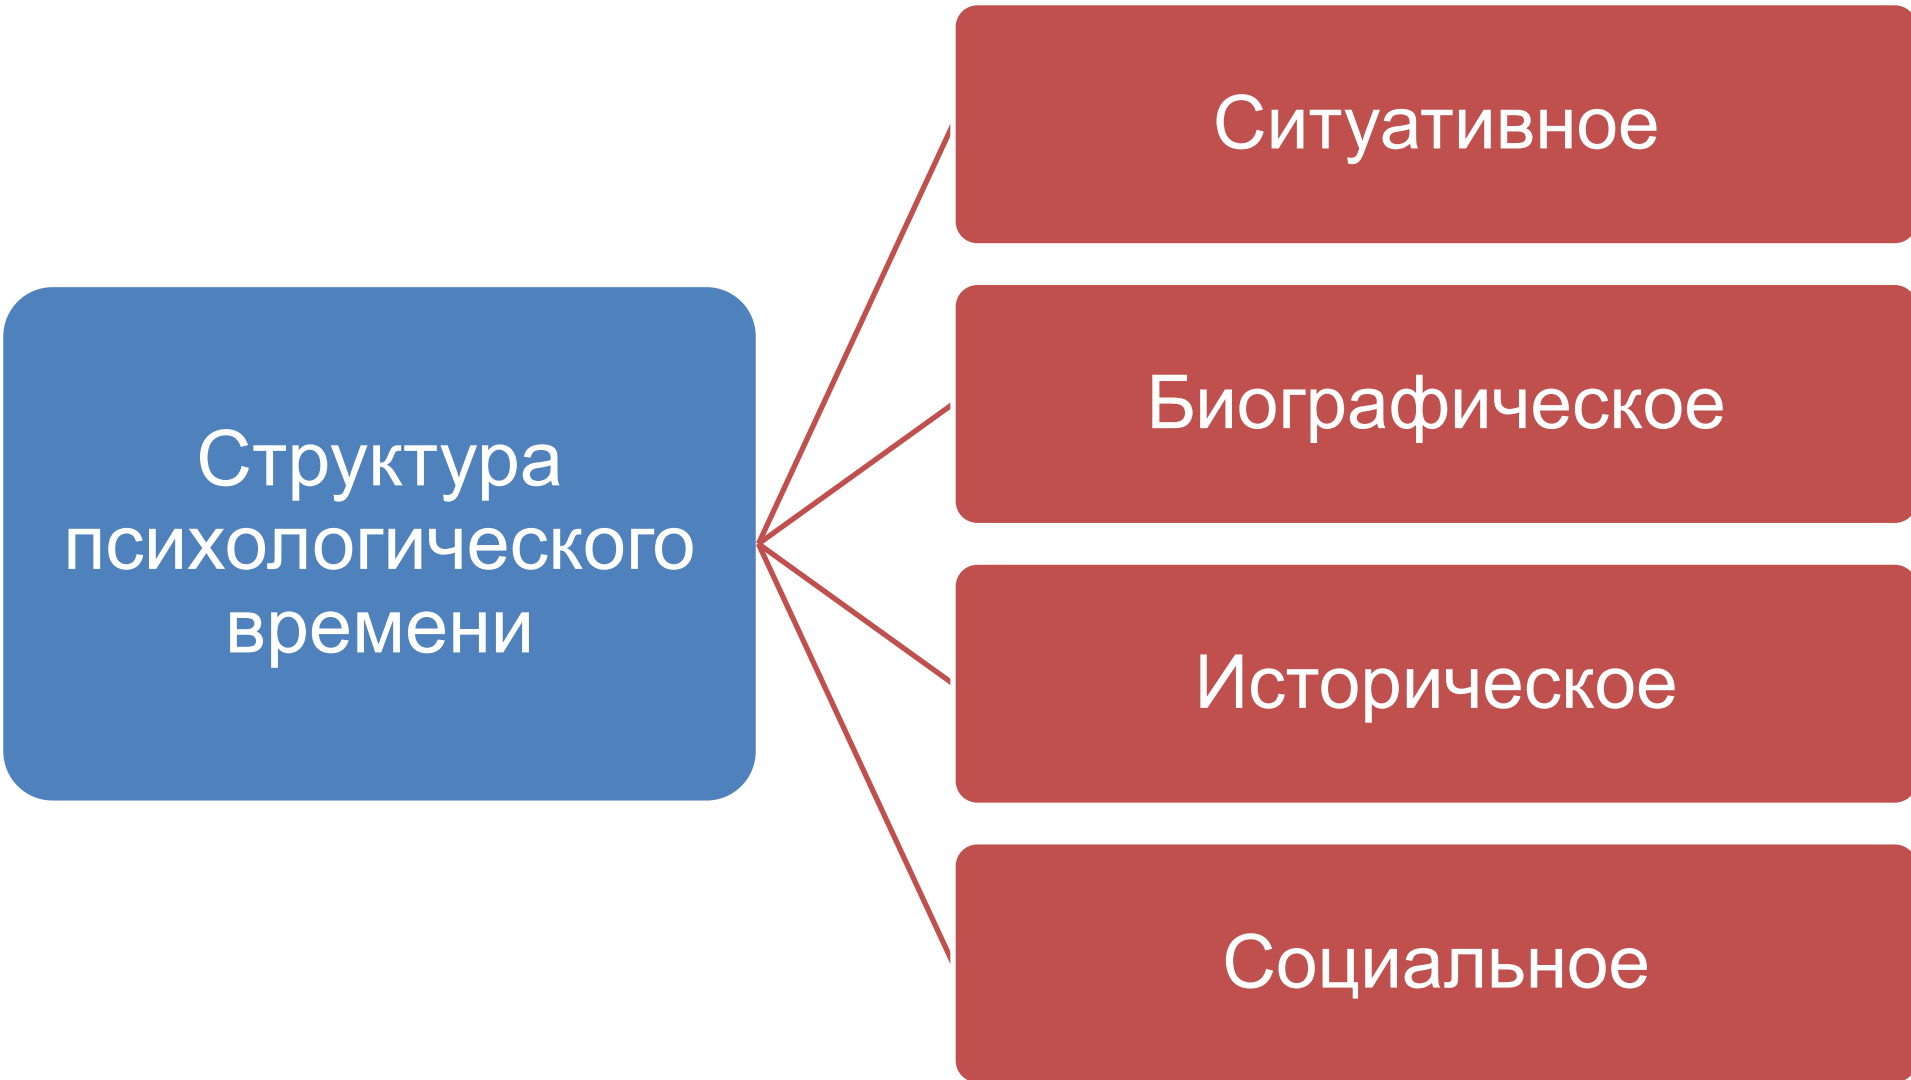 Структура
психологического
времени
Ситуативное
Биографическое
Историческое
Социальное